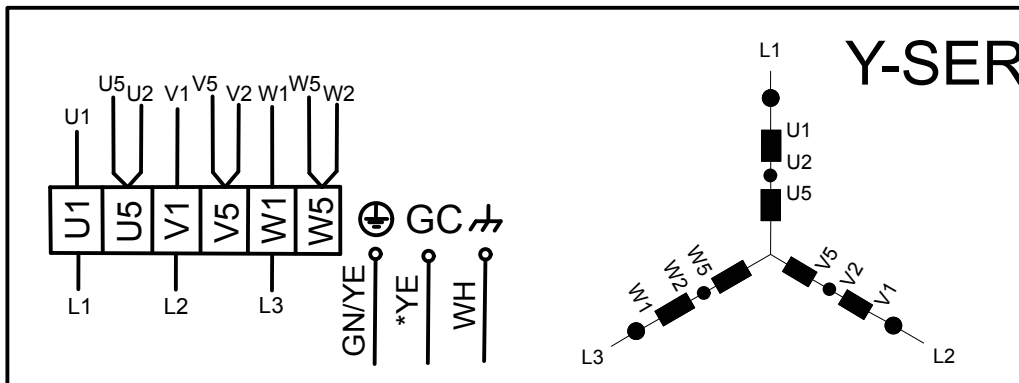 Y-SER
U1 U5 U2 V1 V5 V2 W1 W5 W2
U1 U5 V1 V5 W1 W5
L1 L2 L3
GC
GN/YE *YE WH
L1
U1
U2
U5
W1 W2 W5
V5 V2 V1
L3
L2